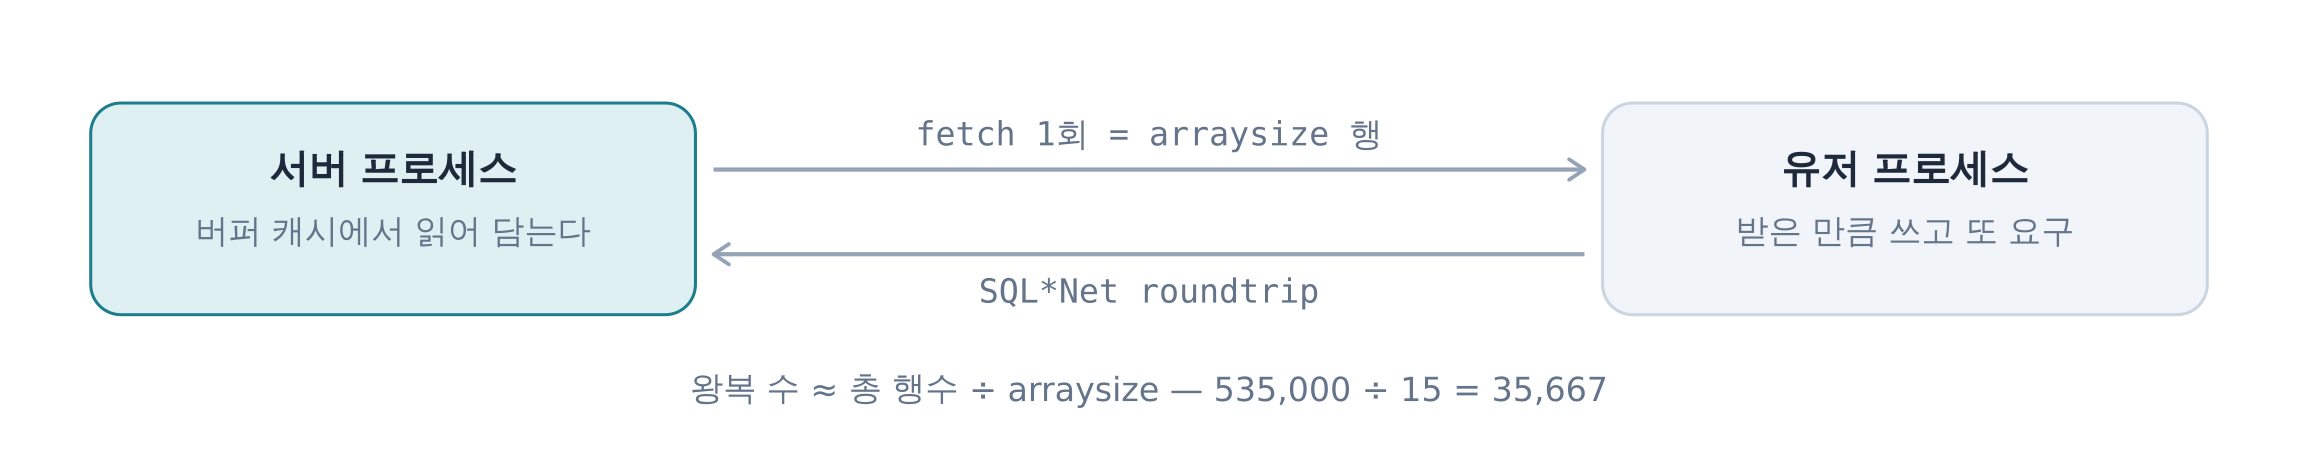 서버 프로세스
버퍼 캐시에서 읽어 담는다
fetch 1회 = arraysize 행
SQL*Net roundtrip
유저 프로세스
받은 만큼 쓰고 또 요구
왕복 수 ≈ 총 행수 ÷ arraysize — 535,000 ÷ 15 = 35,667